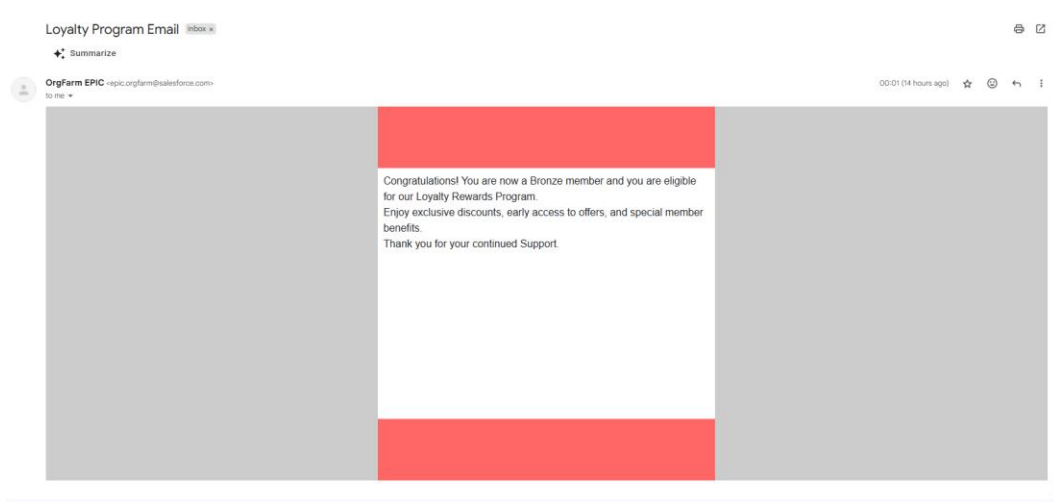 Loyalty Program Email Inbox x
Summarize
OrgFarm EPIC <epic.orgfarm@salesforce.com>
00:01 (14 hours ago)
to me
Congratulations! You are now a Bronze member and you are eligible
for our Loyalty Rewards Program.
Enjoy exclusive discounts, early access to offers, and special member
benefits.
Thank you for your continued Support.